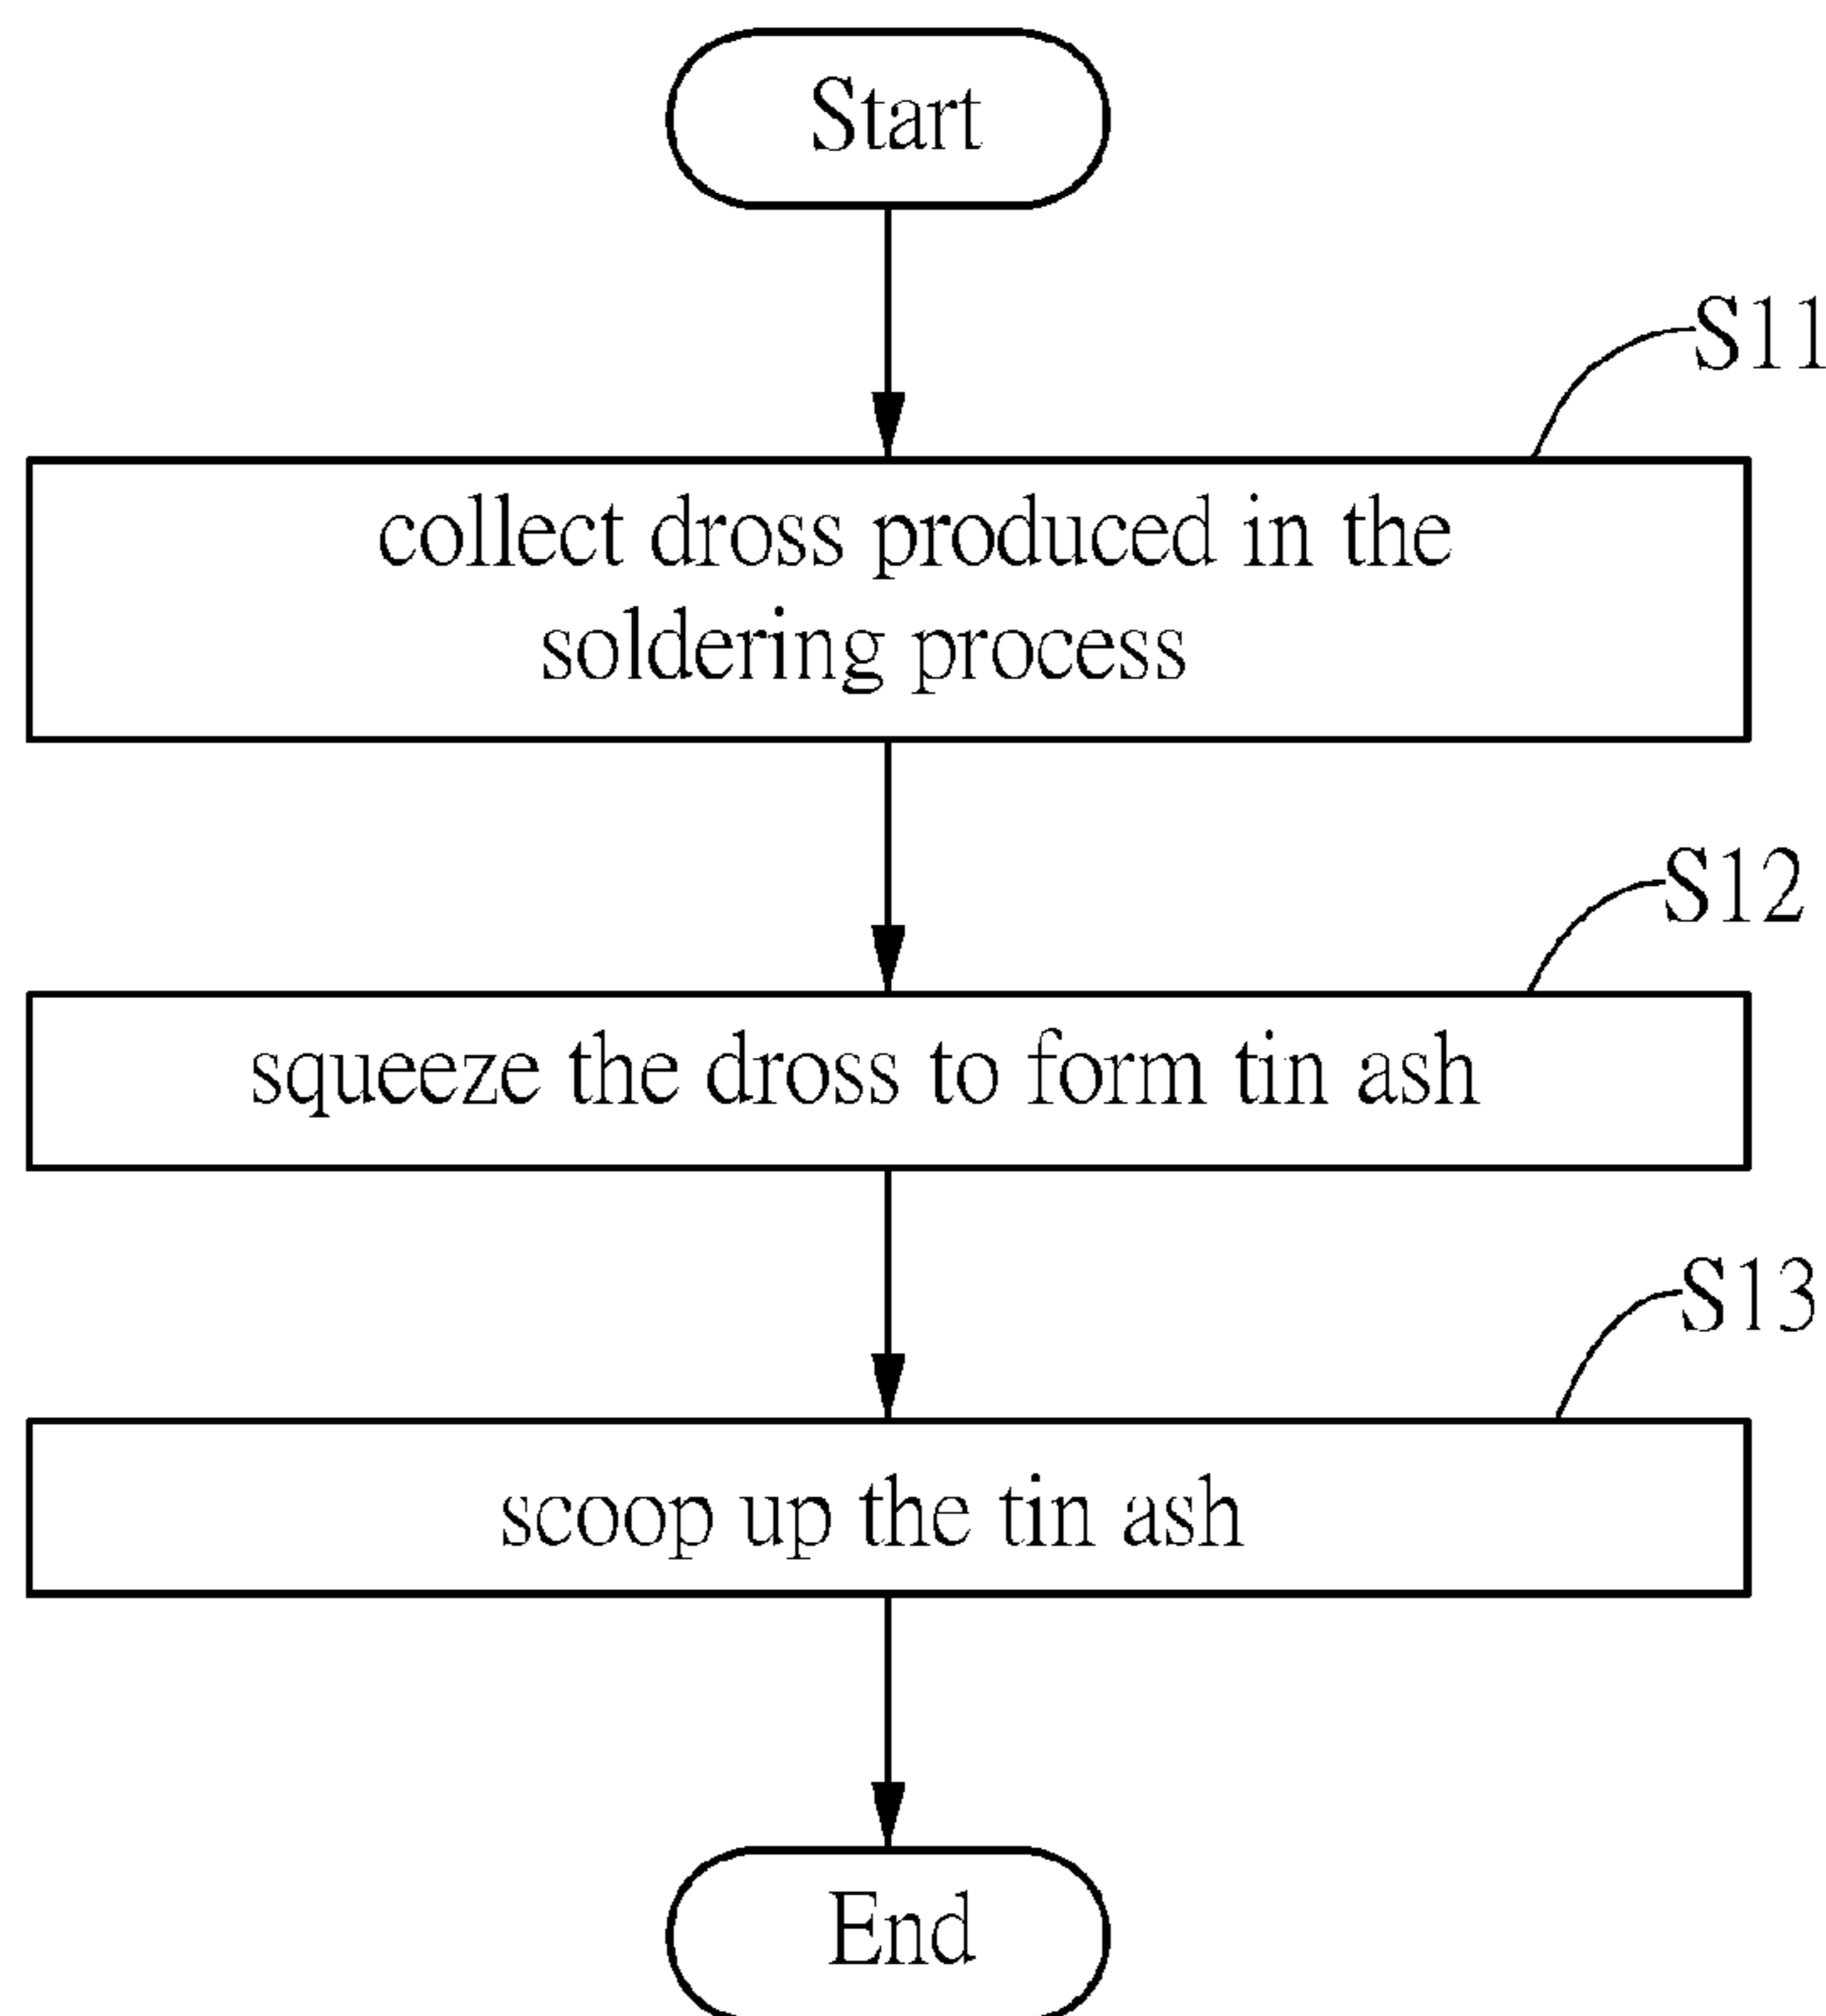 Start
S11
collect dross produced in the
soldering process
S12
squeeze the dross to form tin ash
S13
scoop up the tin ash
End